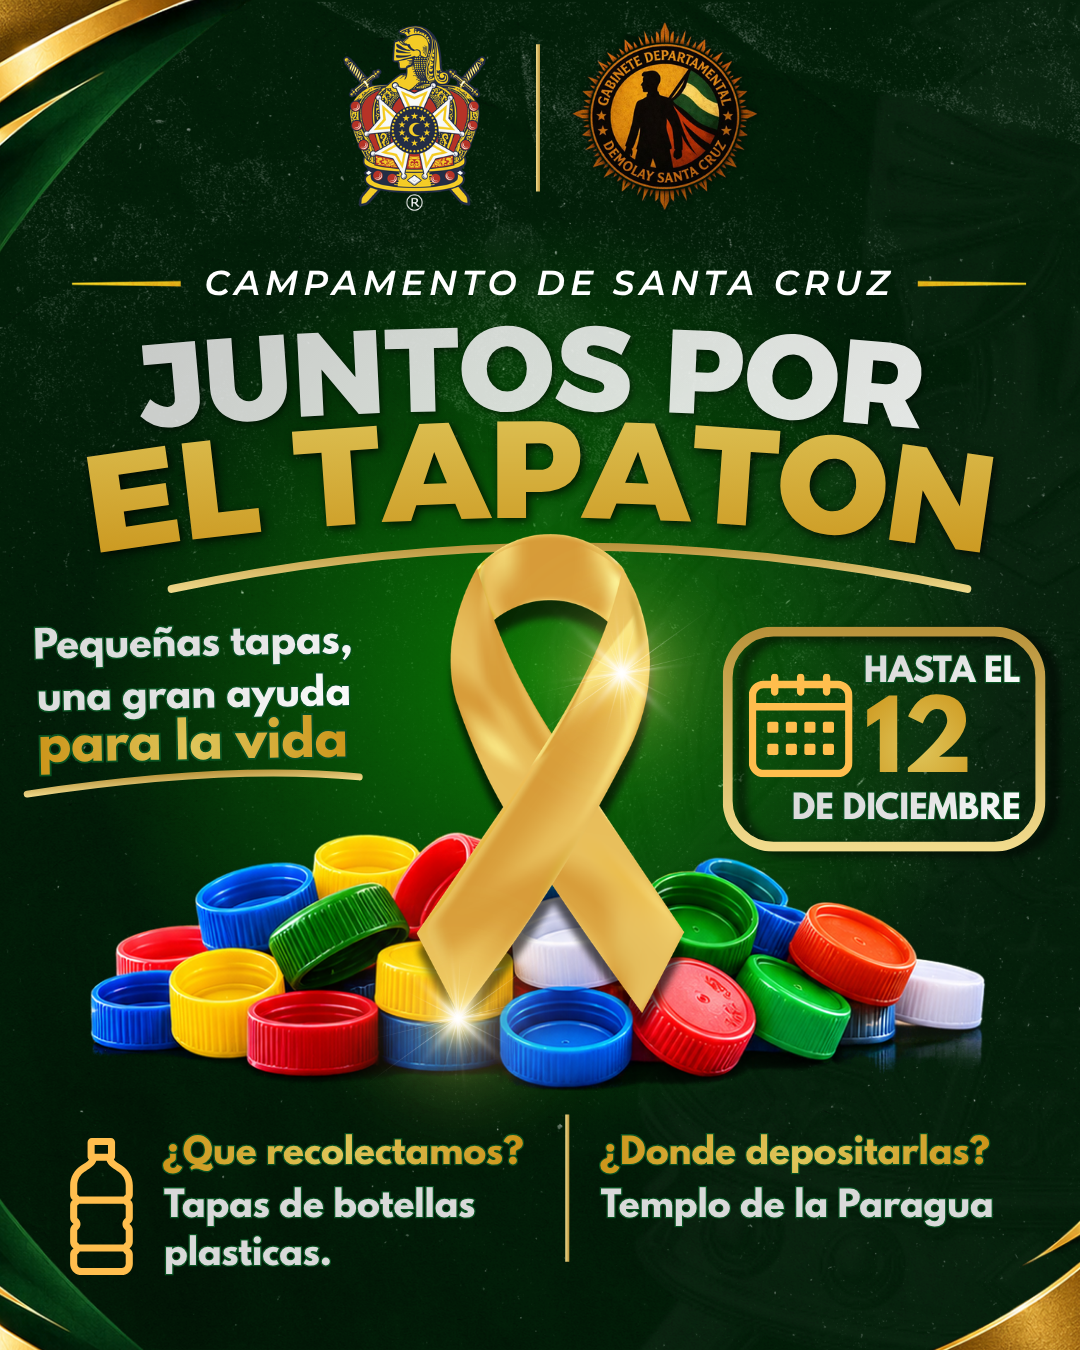 GABINETE DEPARTAMENTAL
DEMOLAY SANTA CRUZ
®
CAMPAMENTO DE SANTA CRUZ
JUNTOS POR
EL TAPATON
Pequeñas tapas,
una gran ayuda
para la vida
HASTA EL
12
DE DICIEMBRE
¿Que recolectamos?
Tapas de botellas
plasticas.
¿Donde depositarlas?
Templo de la Paragua